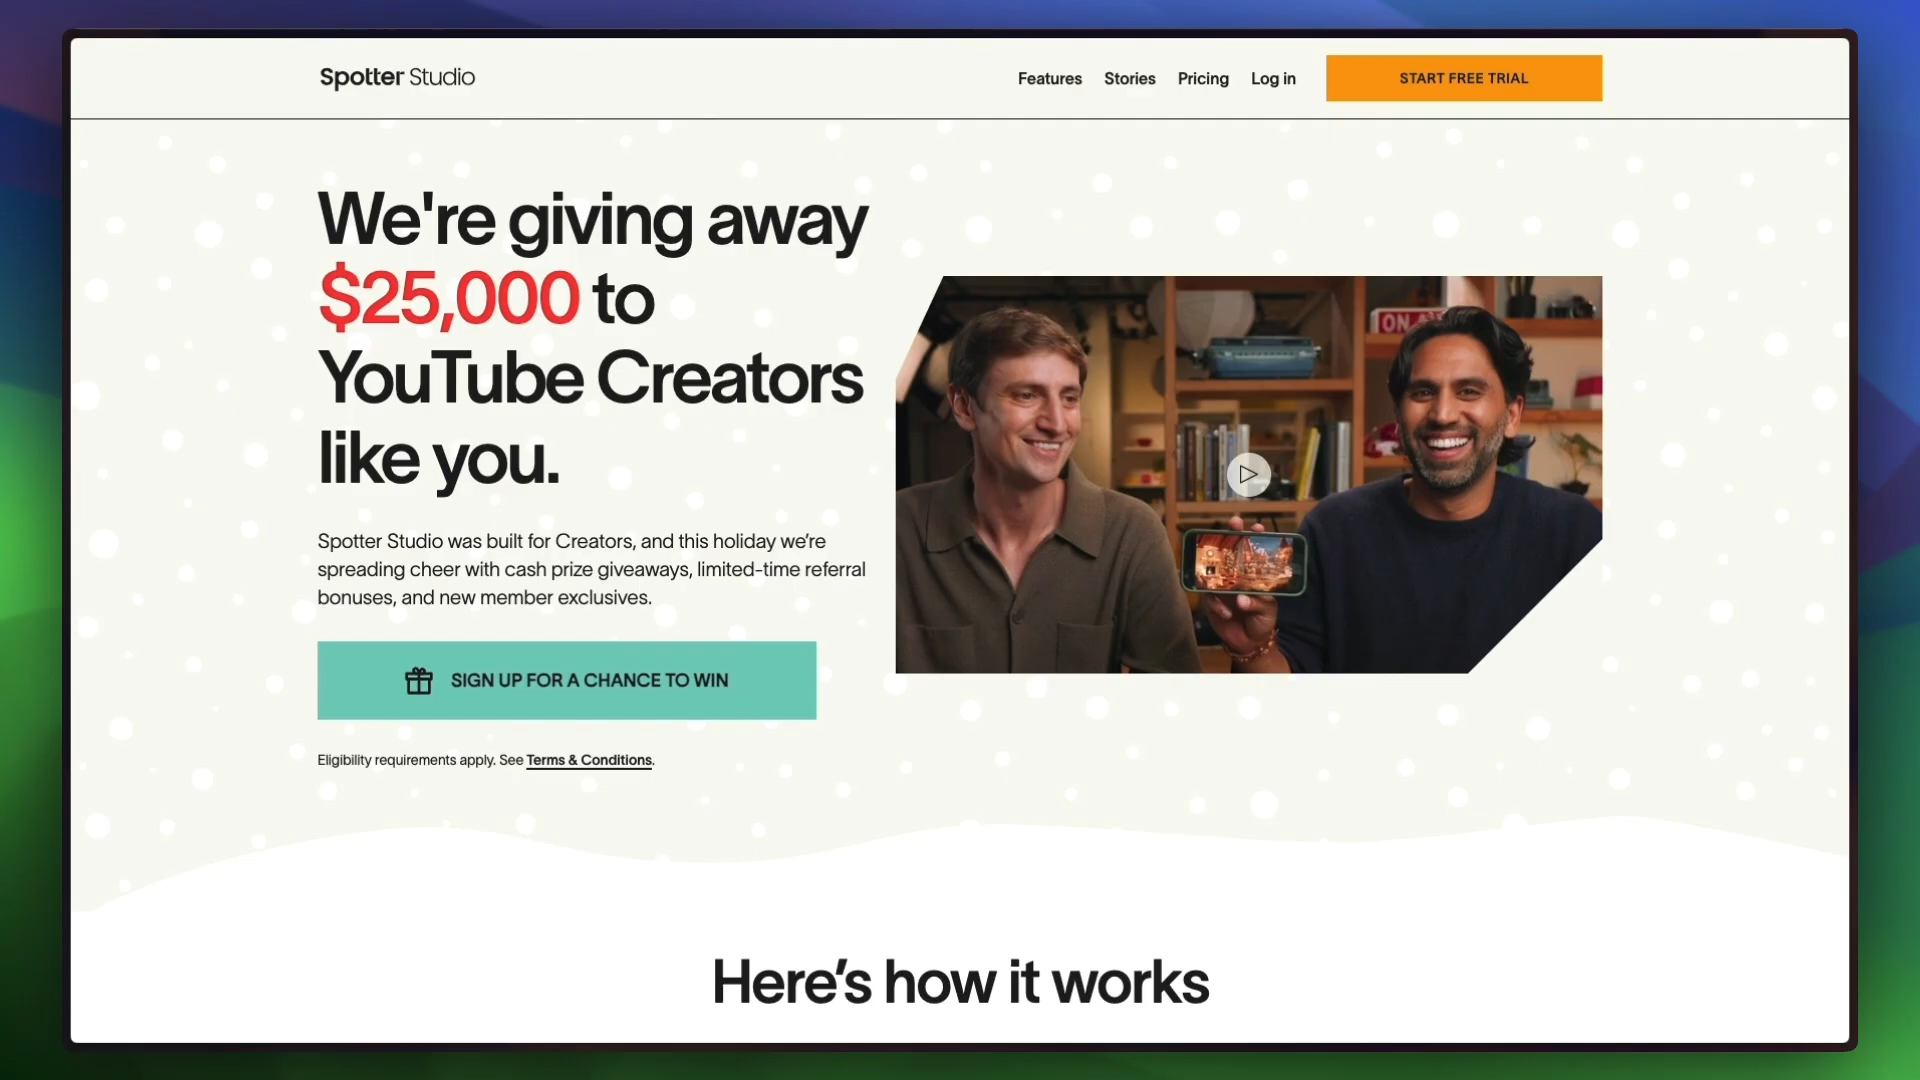 Spotter Studio
Features Stories Pricing Log in START FREE TRIAL
We're giving away
$25,000 to
YouTube Creators
like you.
Spotter Studio was built for Creators, and this holiday we’re
spreading cheer with cash prize giveaways, limited-time referral
bonuses, and new member exclusives.
SIGN UP FOR A CHANCE TO WIN
Eligibility requirements apply. See Terms & Conditions.
ON
Here’s how it works